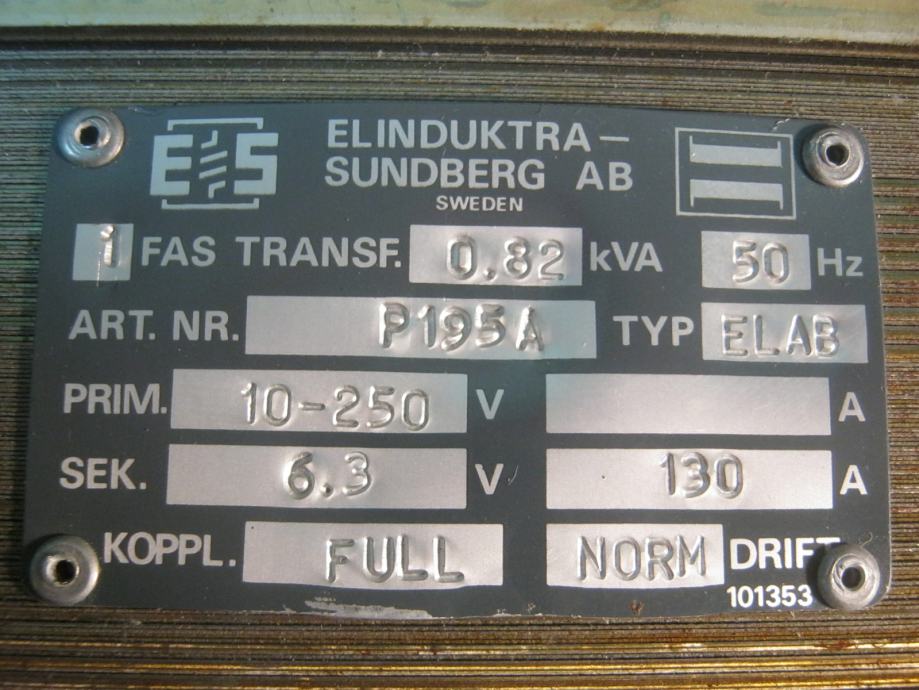 ES ELINDUKTRA–
SUNDBERG AB
SWEDEN
1 FAS TRANSF. 0.82 kVA 50 Hz
ART. NR. P195A TYP ELAB
PRIM. 10-250 V A
SEK. 6.3 V 130 A
KOPPL. FULL NORM DRIFT
101353